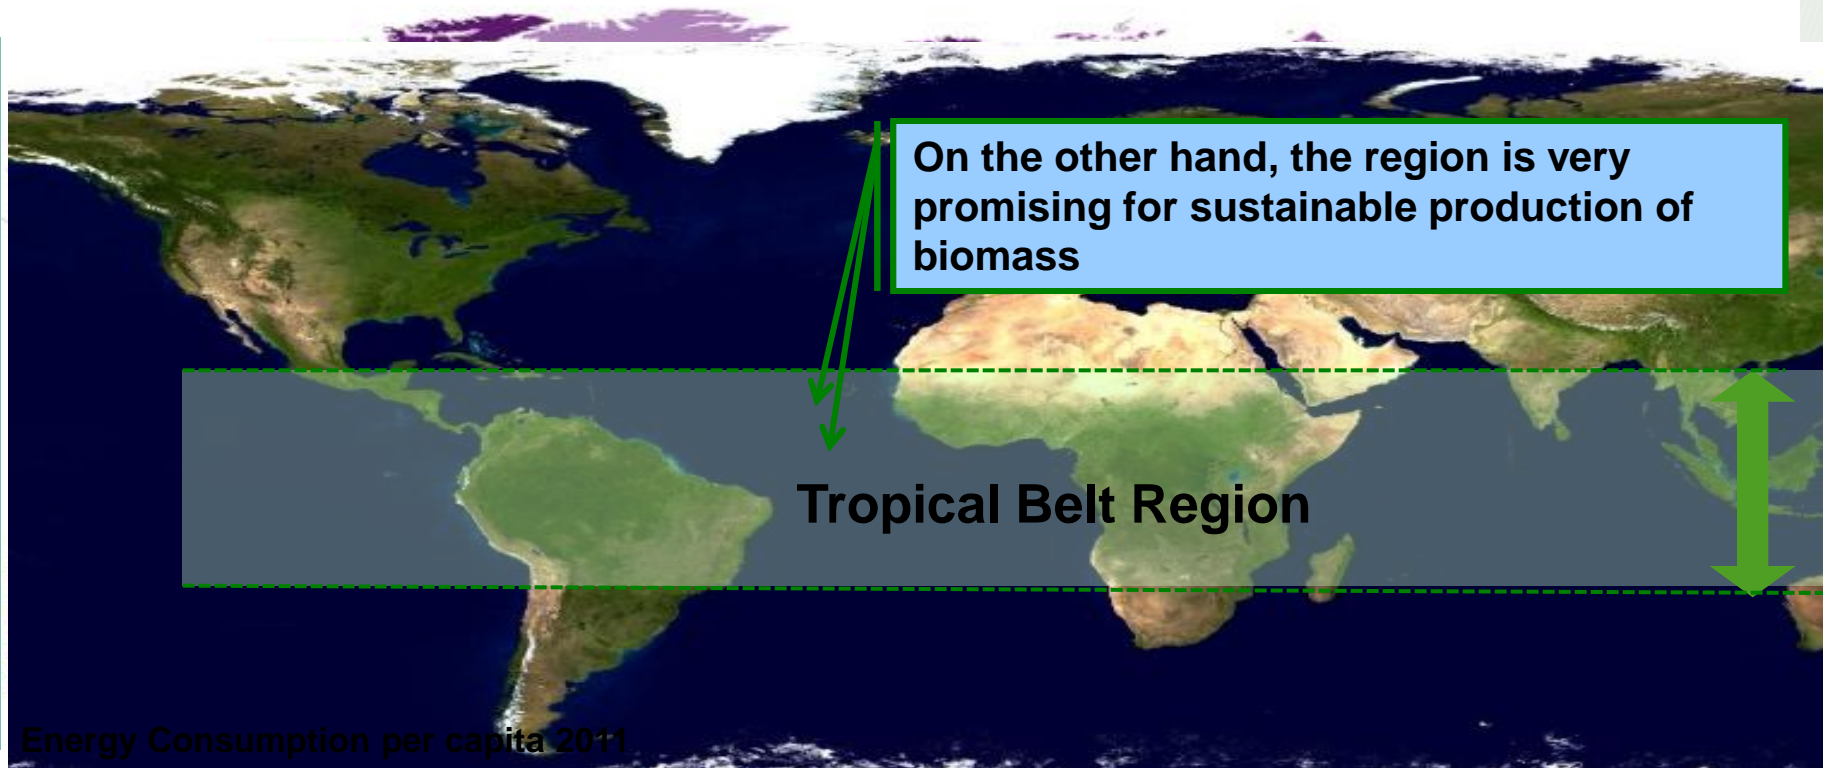 On the other hand, the region is very
promising for sustainable production of
biomass
Tropical Belt Region
Energy Consumption per capita 2011